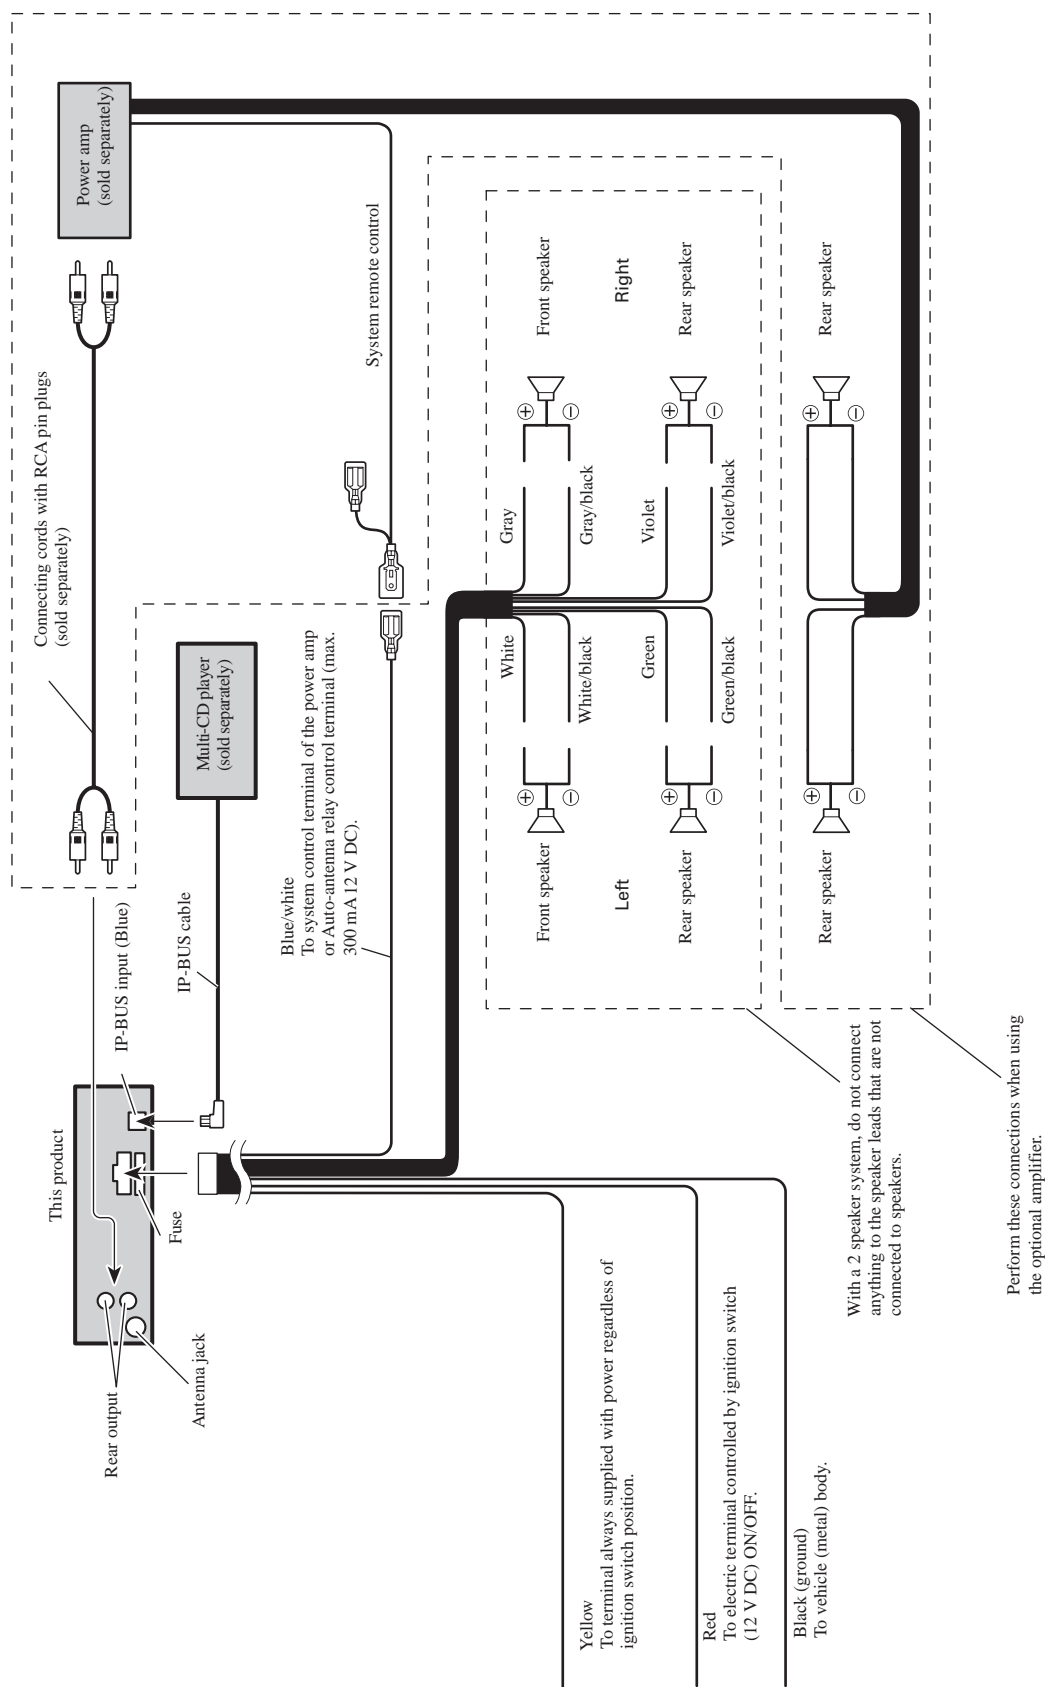 This product
Rear output
Antenna jack
Fuse
IP-BUS input (Blue)
IP-BUS cable
Multi-CD player
(sold separately)
Connecting cords with RCA pin plugs
(sold separately)
Power amp
(sold separately)
System remote control
Blue/white
To system control terminal of the power amp
or Auto-antenna relay control terminal (max.
300 mA 12 V DC).
Yellow
To terminal always supplied with power regardless of
ignition switch position.
Red
To electric terminal controlled by ignition switch
(12 V DC) ON/OFF.
Black (ground)
To vehicle (metal) body.
Left
Front speaker
+
−
White
White/black
Rear speaker
+
−
Green
Green/black
Rear speaker
+
−
Right
Gray
Gray/black
+
−
Front speaker
Violet
Violet/black
+
−
Rear speaker
+
−
Rear speaker
With a 2 speaker system, do not connect
anything to the speaker leads that are not
connected to speakers.
Perform these connections when using
the optional amplifier.